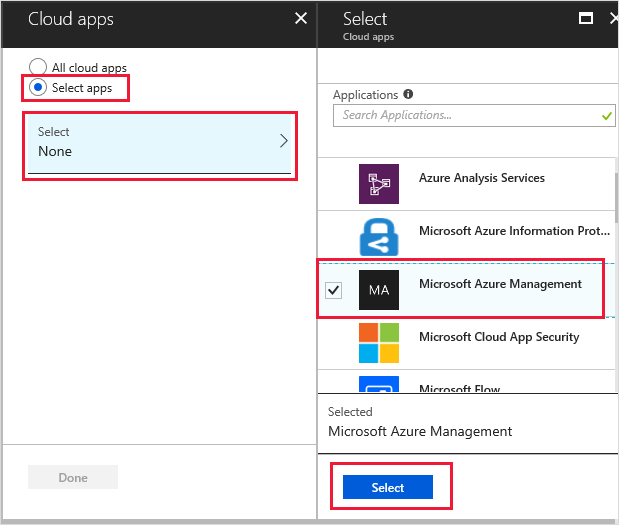 Cloud apps
All cloud apps
Select apps
Select
None
Done
Select
Cloud apps
Applications
Search Applications...
Azure Analysis Services
Microsoft Azure Information Prot...
MA
Microsoft Azure Management
Microsoft Cloud App Security
Microsoft Flow
Selected
Microsoft Azure Management
Select